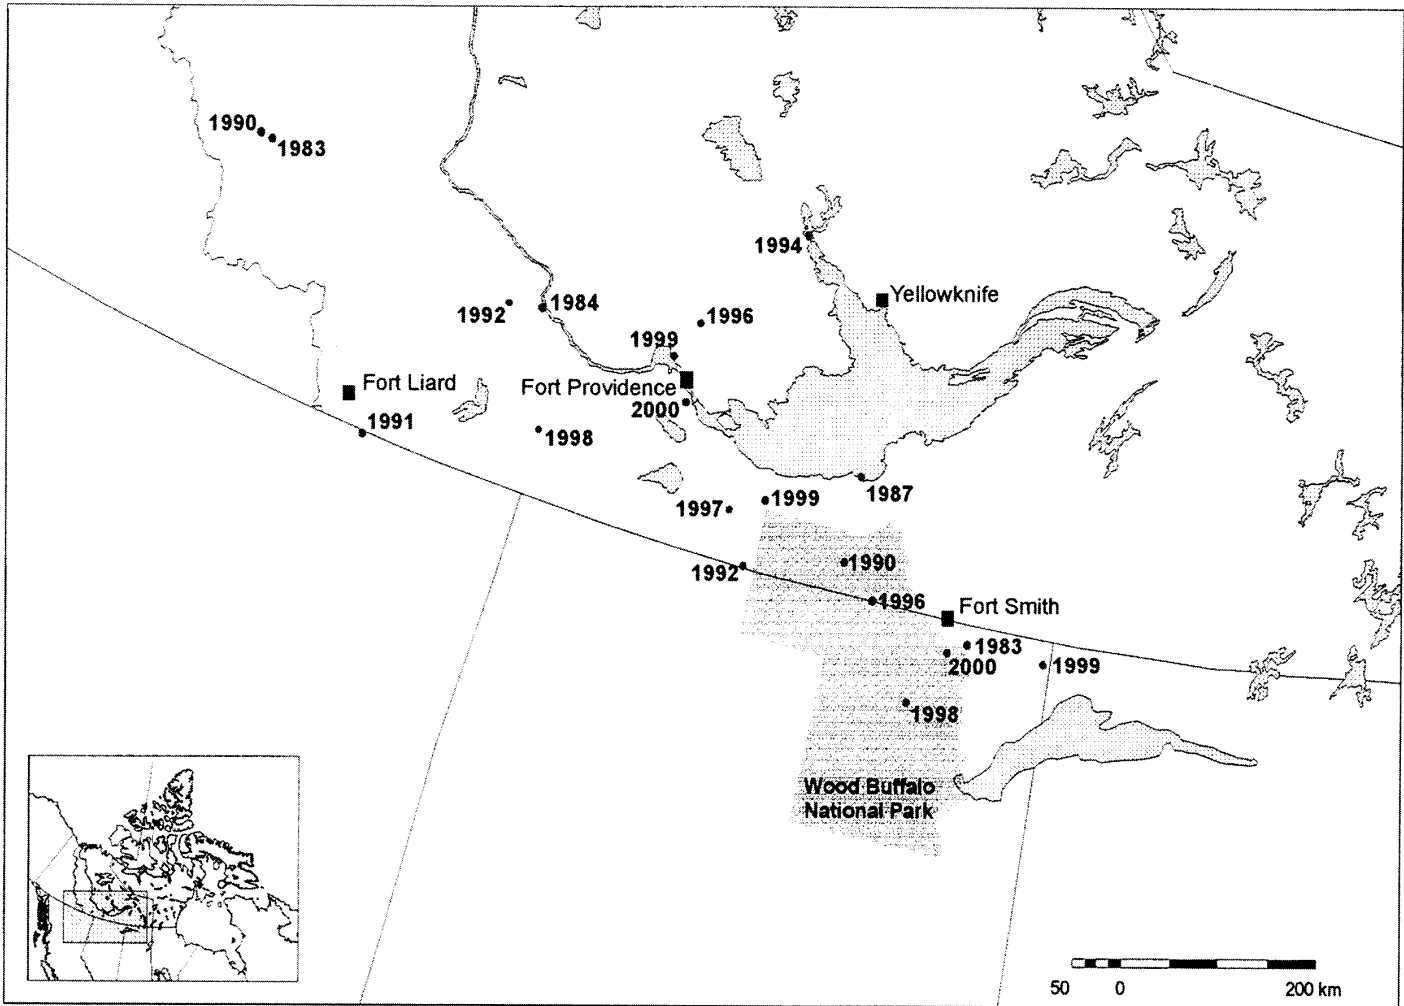 1990
1983
1994
Yellowknife
1992
1984
1996
1999
Fort Liard
Fort Providence
2000
1991
1998
1987
1997
1999
1992
1990
1996
Fort Smith
1983
2000
1999
1998
Wood Buffalo
National Park
50 0 200 km